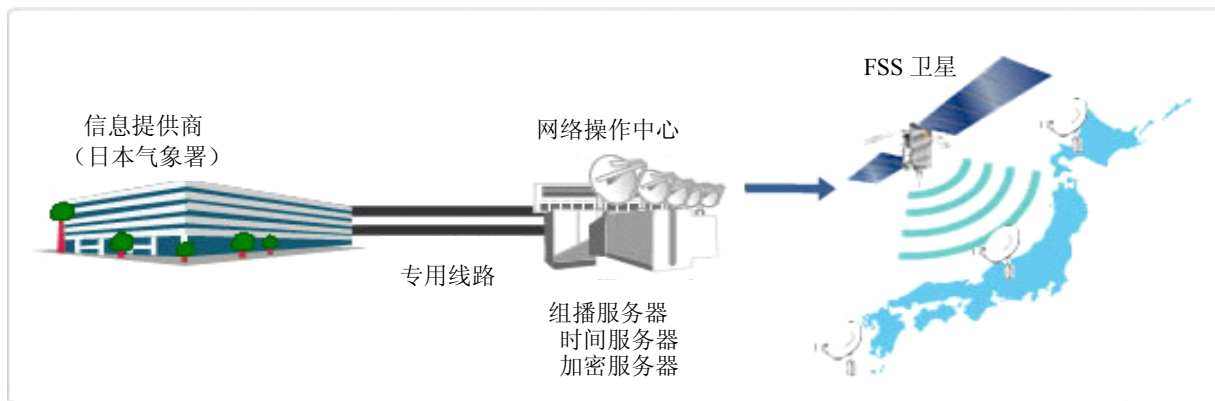 信息提供商
（日本气象署）
专用线路
网络操作中心
组播服务器
时间服务器
加密服务器
FSS 卫星